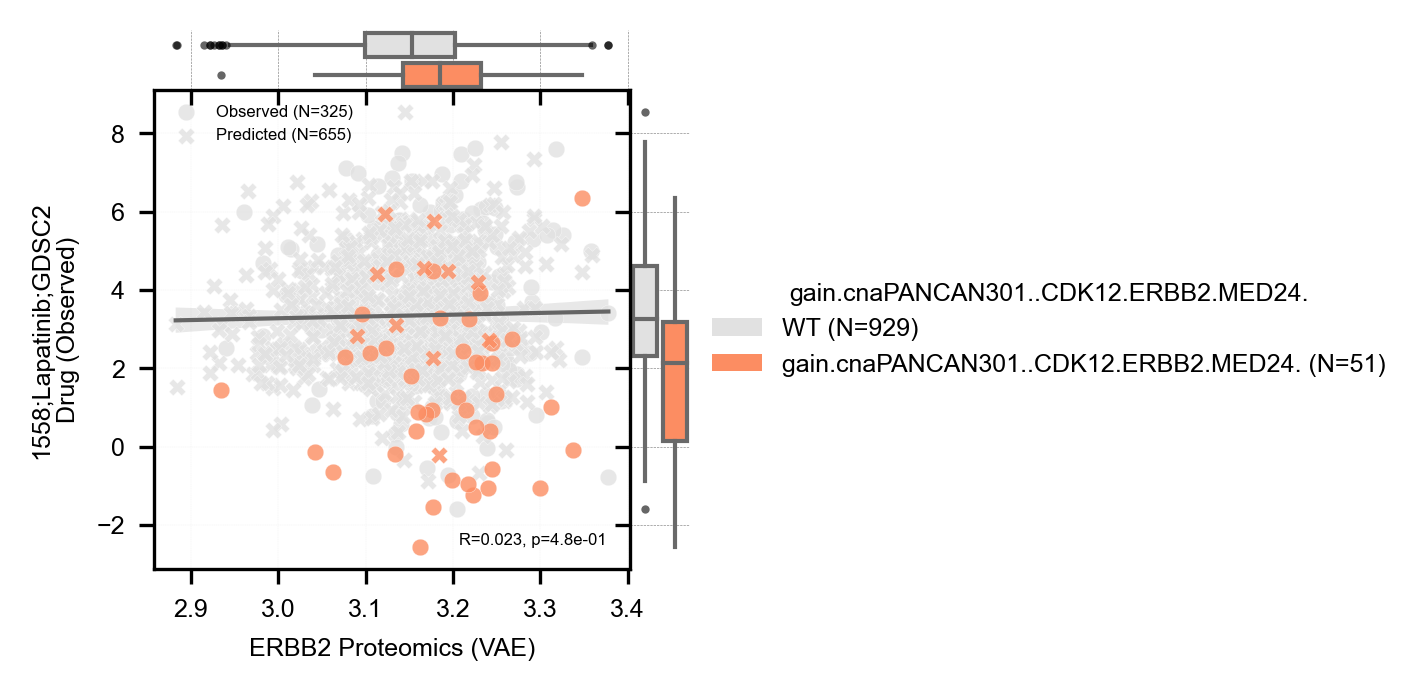 Observed (N=325)
Predicted (N=655)
8
6
4
2
0
−2
1558;Lapatinib;GDSC2
Drug (Observed)
R=0.023, p=4.8e-01
2.9 3.0 3.1 3.2 3.3 3.4
ERBB2 Proteomics (VAE)
gain.cnaPANCAN301..CDK12.ERBB2.MED24.
WT (N=929)
gain.cnaPANCAN301..CDK12.ERBB2.MED24. (N=51)